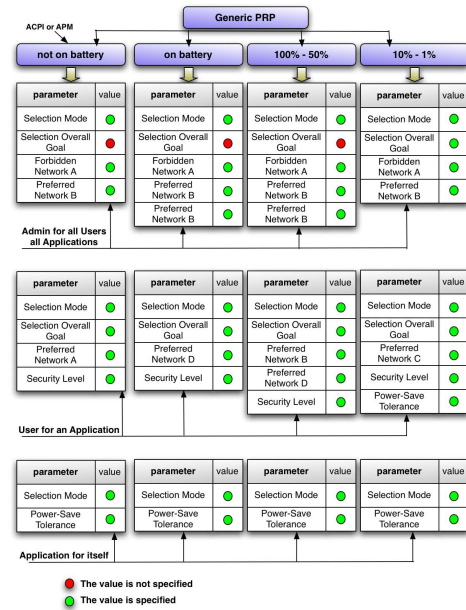 Generic PRP
ACPI or APM
not on battery
on battery
100% - 50%
10% - 1%
parameter value
Selection Mode
Selection Overall
Goal
Forbidden
Network A
Preferred
Network B
parameter value
Selection Mode
Selection Overall
Goal
Forbidden
Network A
Preferred
Network B
Preferred
Network B
parameter value
Selection Mode
Selection Overall
Goal
Forbidden
Network A
Preferred
Network B
Preferred
Network B
parameter value
Selection Mode
Selection Overall
Goal
Forbidden
Network A
Preferred
Network B
Admin for all Users
all Applications
parameter value
Selection Mode
Selection Overall
Goal
Preferred
Network A
Security Level
parameter value
Selection Mode
Selection Overall
Goal
Preferred
Network D
Security Level
parameter value
Selection Mode
Selection Overall
Goal
Preferred
Network B
Preferred
Network D
Security Level
parameter value
Selection Mode
Selection Overall
Goal
Preferred
Network C
Security Level
Power-Save
Tolerance
User for an Application
parameter value
Selection Mode
Power-Save
Tolerance
parameter value
Selection Mode
Power-Save
Tolerance
parameter value
Selection Mode
Power-Save
Tolerance
parameter value
Selection Mode
Power-Save
Tolerance
Application for itself
The value is not specified
The value is specified